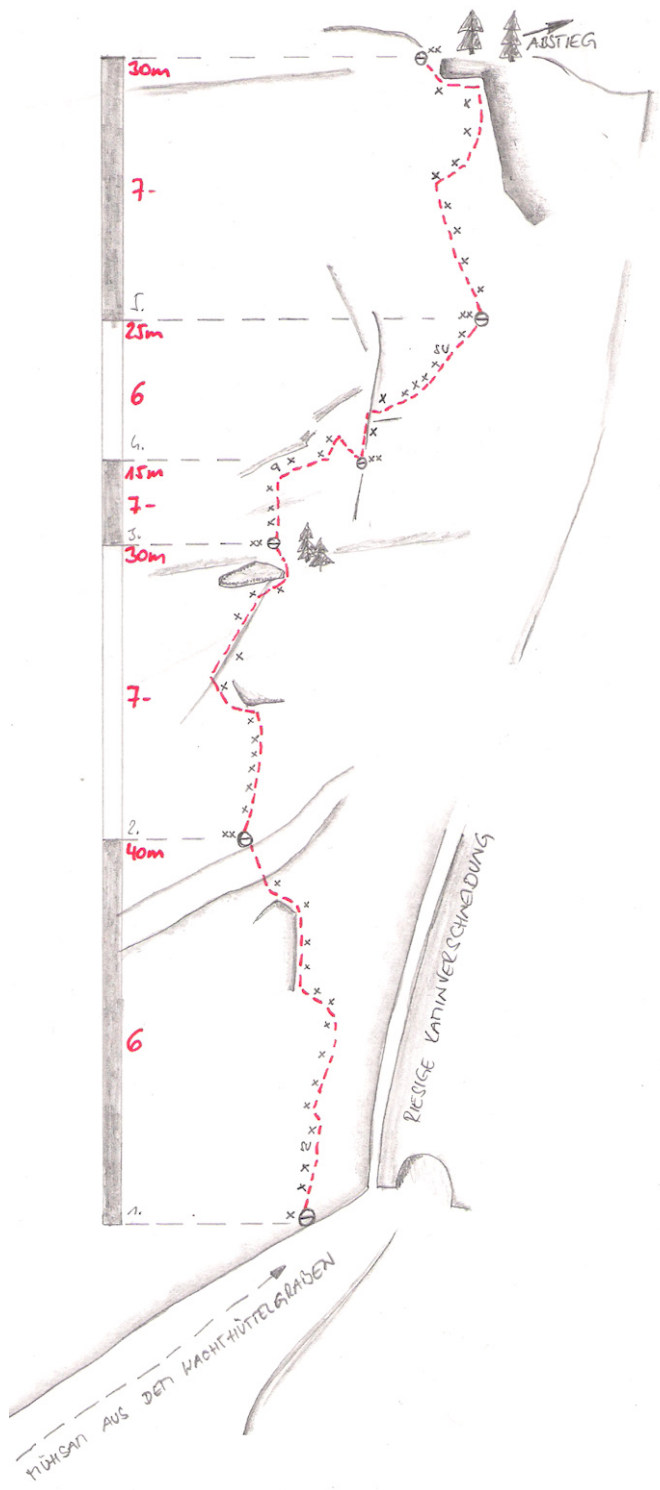 ABSTIEG
30m
7-
5.
25m
SU
6
4.
15m
7-
3.
30m
7-
2.
40m
6
RIESIGE KAMINVERSCHNEIDUNG
1.
MÜHSAM AUS DEM WACHTHÜTTELGRABEN